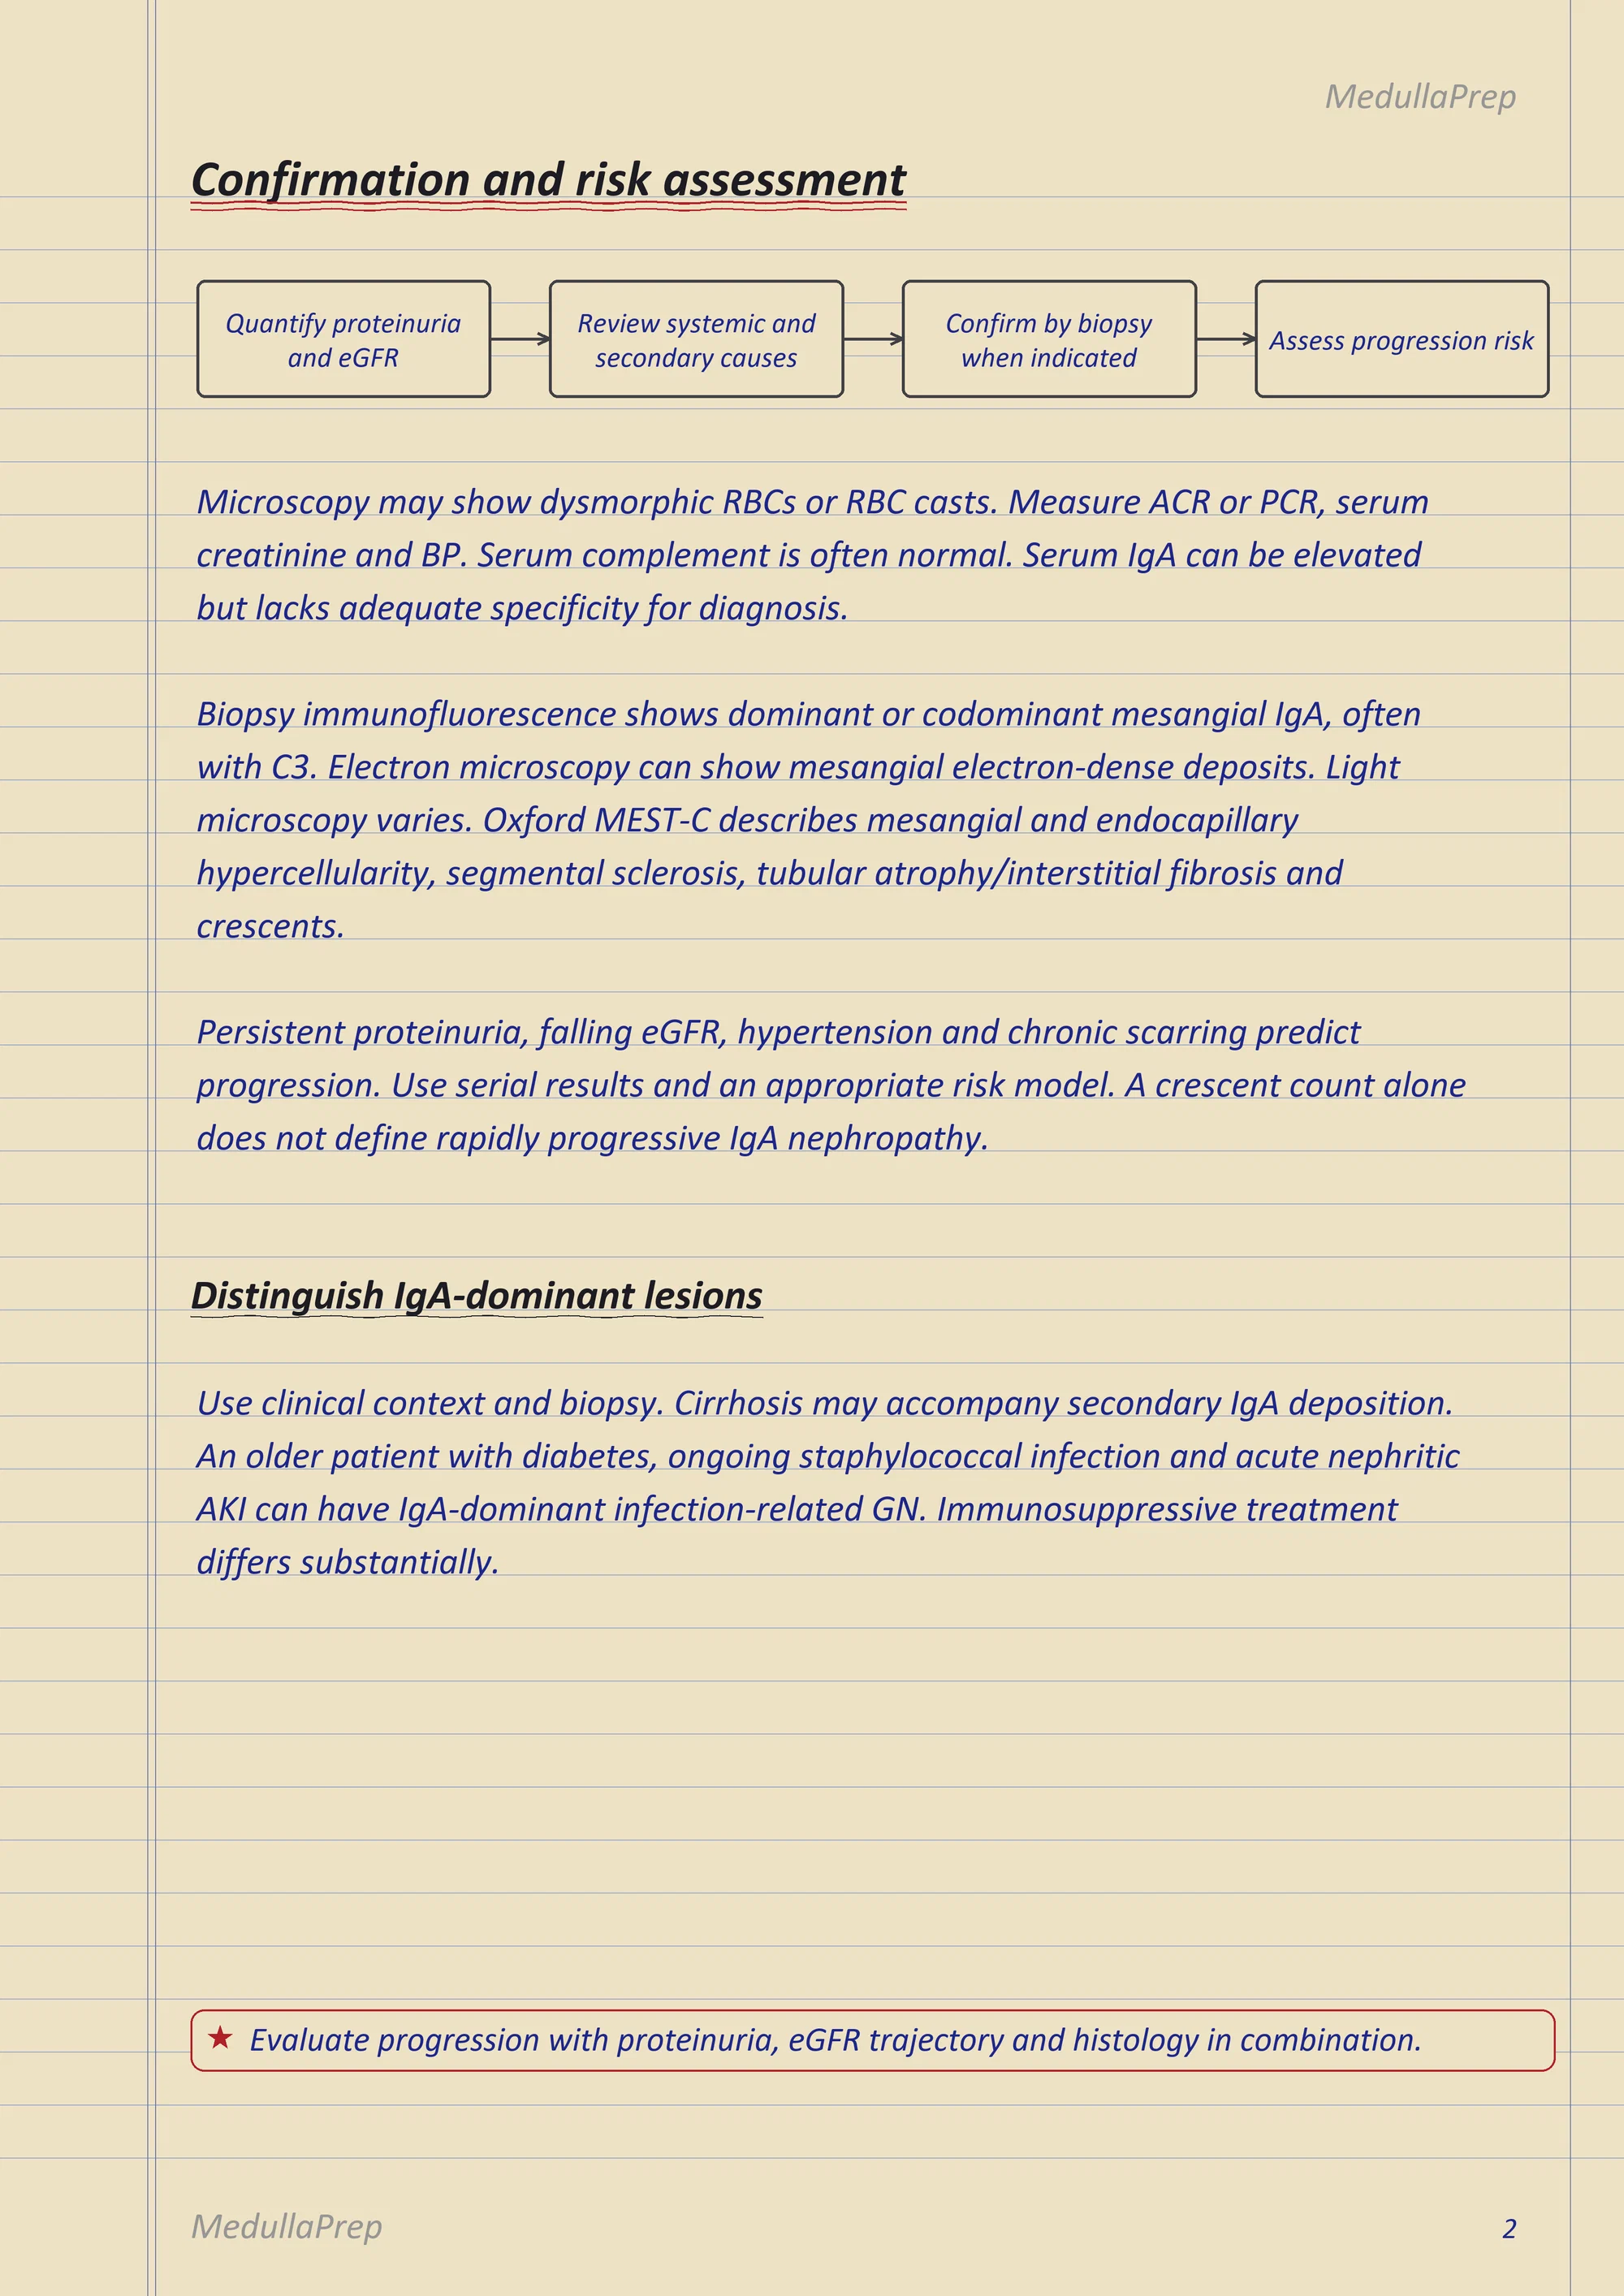 MedullaPrep
Confirmation and risk assessment
Quantify proteinuria
and eGFR
Review systemic and
secondary causes
Confirm by biopsy
when indicated
Assess progression risk
Microscopy may show dysmorphic RBCs or RBC casts. Measure ACR or PCR, serum
creatinine and BP. Serum complement is often normal. Serum IgA can be elevated
but lacks adequate specificity for diagnosis.
Biopsy immunofluorescence shows dominant or codominant mesangial IgA, often
with C3. Electron microscopy can show mesangial electron-dense deposits. Light
microscopy varies. Oxford MEST-C describes mesangial and endocapillary
hypercellularity, segmental sclerosis, tubular atrophy/interstitial fibrosis and
crescents.
Persistent proteinuria, falling eGFR, hypertension and chronic scarring predict
progression. Use serial results and an appropriate risk model. A crescent count alone
does not define rapidly progressive IgA nephropathy.
Distinguish IgA-dominant lesions
Use clinical context and biopsy. Cirrhosis may accompany secondary IgA deposition.
An older patient with diabetes, ongoing staphylococcal infection and acute nephritic
AKI can have IgA-dominant infection-related GN. Immunosuppressive treatment
differs substantially.
★ Evaluate progression with proteinuria, eGFR trajectory and histology in combination.
MedullaPrep
2